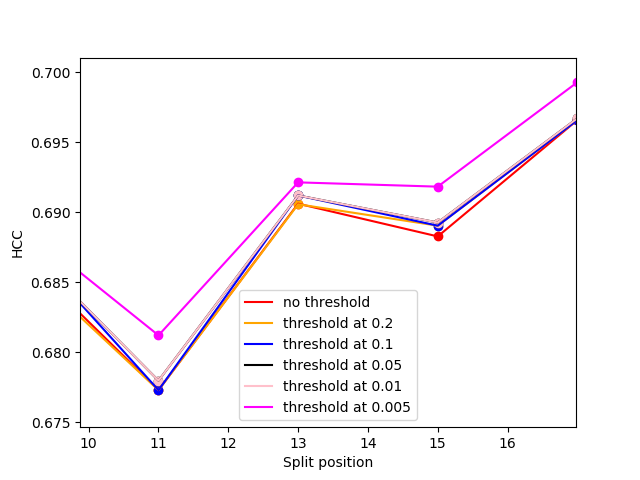 0.700
0.695
0.690
0.685
0.680
0.675
HCC
10 11 12 13 14 15 16
Split position
no threshold
threshold at 0.2
threshold at 0.1
threshold at 0.05
threshold at 0.01
threshold at 0.005